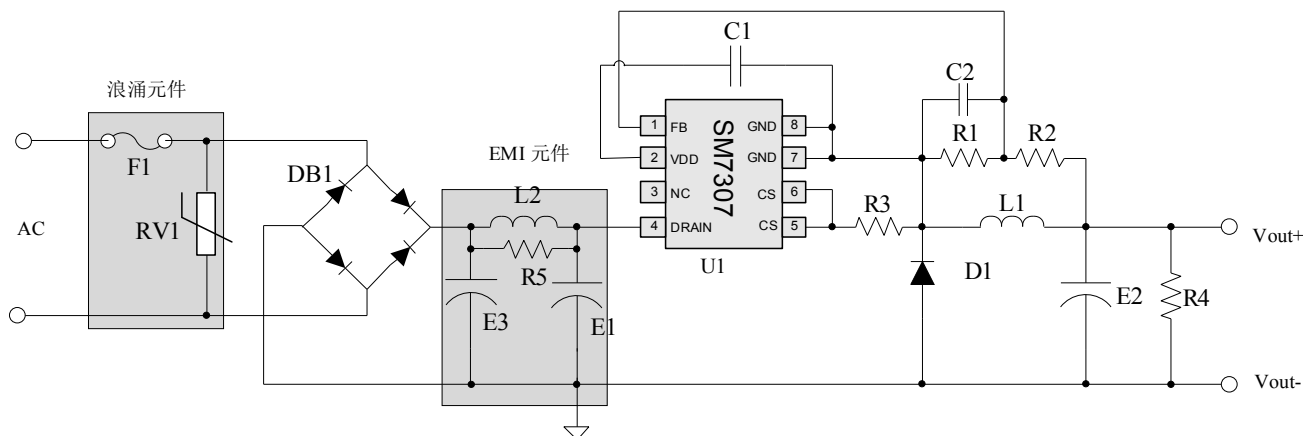 浪涌元件
F1
RV1
AC
DB1
EMI 元件
L2
R5
E3
E1
C1
1 FB
2 VDD
3 NC
4 DRAIN
SM7307
GND 8
GND 7
CS 6
CS 5
U1
R3
C2
R1
R2
L1
D1
E2
R4
Vout+
Vout-